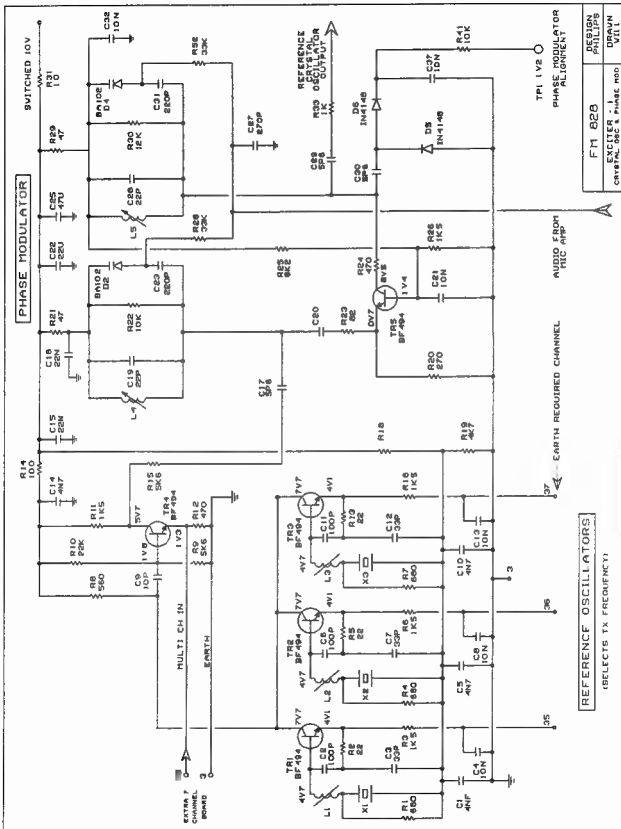 PHASE MODULATOR
SWITCHED 10V
R31
10
C32
10N
R29
47
C25
47U
C22
22U
R21
47
C18
22N
C15
22N
R14
100
C14
4N7
BA102
D4
C31
220P
R30
12K
C26
22P
L5
R32
33K
C27
270P
R28
33K
BA102
D2
C23
220P
R22
10K
C19
22P
L4
REFERENCE
CRYSTAL
OSCILLATOR
OUTPUT
R33
1K
C29
5P6
R25
8K2
C17
5P6
C20
R23
82
D6
IN4148
D5
IN4148
C30
5P6
C37
10N
R41
10K
TP1 1V2
PHASE MODULATOR
ALIGNMENT
R24
470
8V5
1V4
0V7
TR5
BF494
R26
1K5
C21
10N
R20
270
AUDIO FROM
MIC AMP
R18
R19
4K7
R15
5K6
R11
1K5
R10
22K
R8
560
C9
10P
5V7
TR4
BF494
1V8
1V3
R12
470
R9
5K6
MULTI CH IN
EARTH
EXTRA 7
CHANNEL
BOARD
3
7V7
TR1
BF494
4V7
4V1
C2
100P
R2
22
L1
C3
33P
X1
R1
680
R3
1K5
C1
4NF
C4
10N
35
7V7
TR2
BF494
4V7
4V1
C6
100P
R5
22
L2
C7
33P
X2
R4
680
R6
1K5
C5
4N7
C8
10N
36
7V7
TR3
BF494
4V7
4V1
C11
100P
R13
22
L3
C12
33P
X3
R7
680
R16
1K5
C10
4N7
C13
10N
37
3
EARTH REQUIRED CHANNEL
REFERENCE OSCILLATORS
(SELECTS TX FREQUENCY)
FM 828
EXCITER - 1
CRYSTAL OSC & PHASE MOD
DESIGN
PHILIPS
DRAWN
WILL